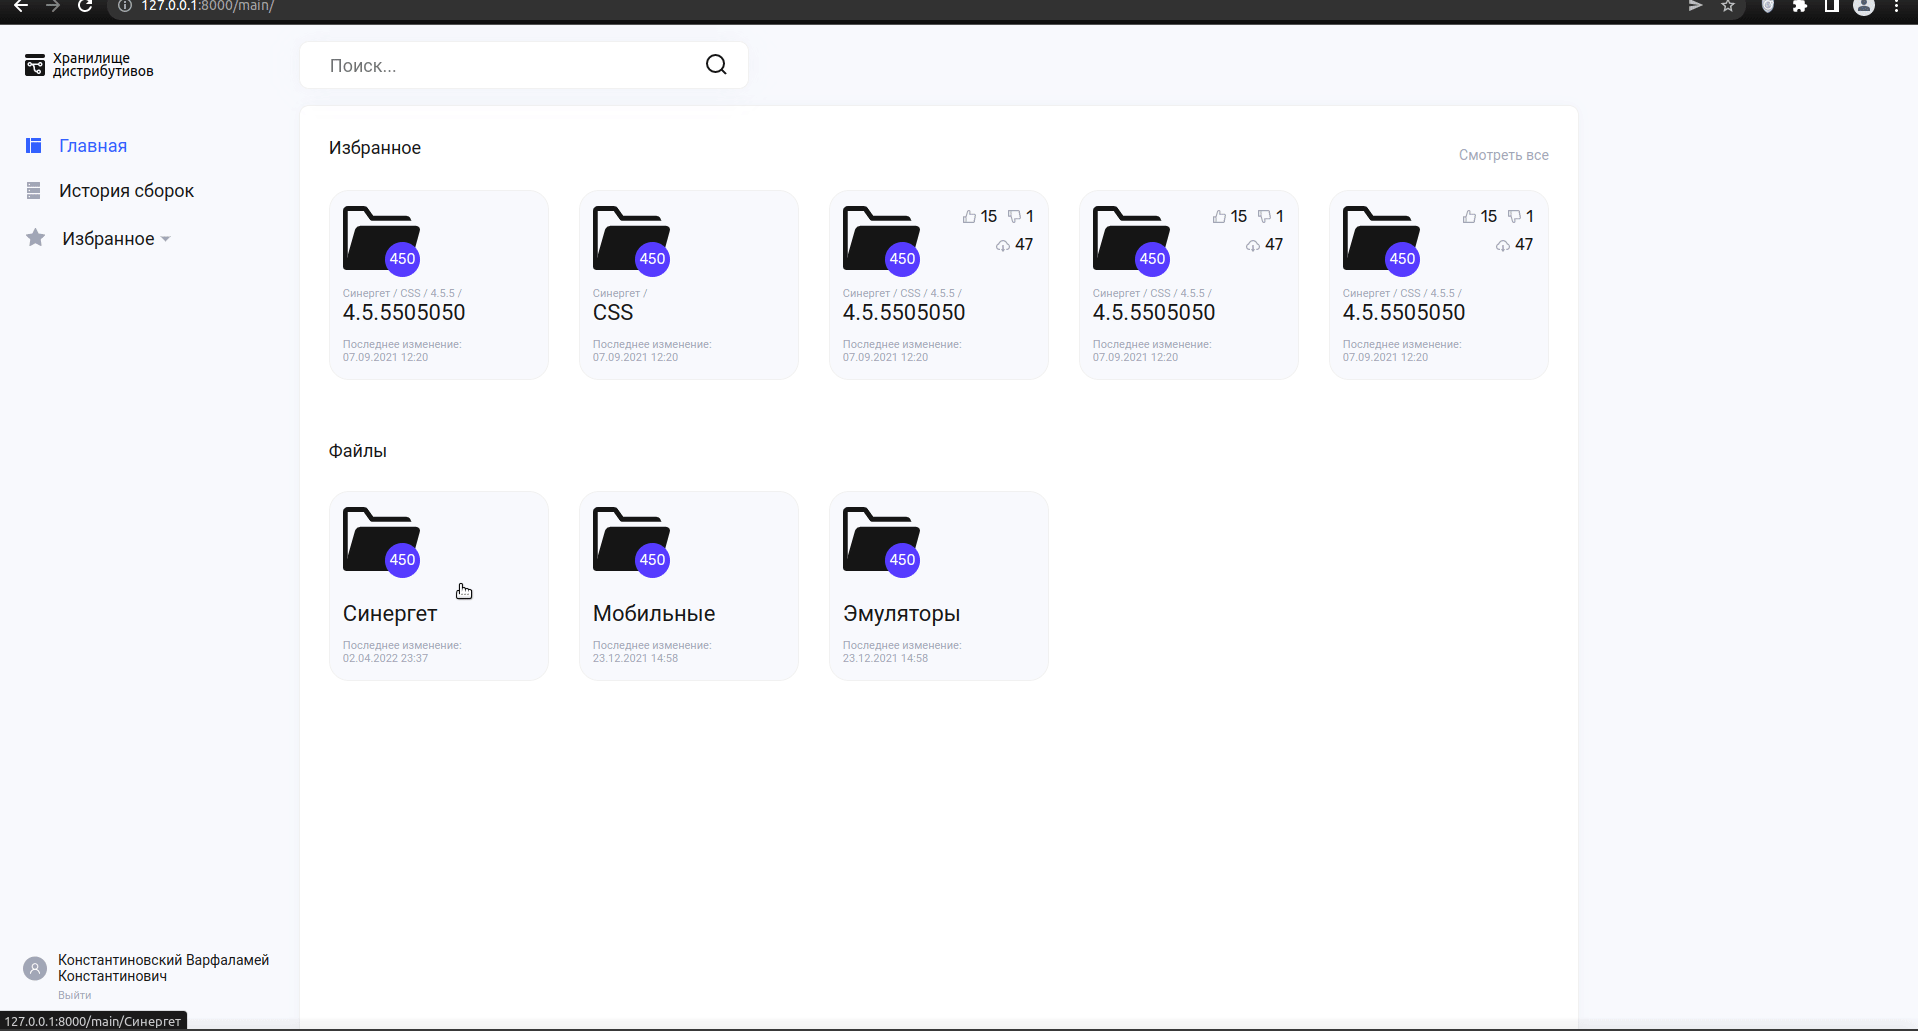 127.0.0.1:8000/main/
Хранилище
дистрибутивов
Поиск...
Главная
История сборок
Избранное
Избранное
Смотреть все
450
Синергет / CSS / 4.5.5 /
4.5.5505050
Последнее изменение:
07.09.2021 12:20
450
Синергет /
CSS
Последнее изменение:
07.09.2021 12:20
15 1
47
450
Синергет / CSS / 4.5.5 /
4.5.5505050
Последнее изменение:
07.09.2021 12:20
15 1
47
450
Синергет / CSS / 4.5.5 /
4.5.5505050
Последнее изменение:
07.09.2021 12:20
15 1
47
450
Синергет / CSS / 4.5.5 /
4.5.5505050
Последнее изменение:
07.09.2021 12:20
Файлы
450
Синергет
Последнее изменение:
02.04.2022 23:37
450
Мобильные
Последнее изменение:
23.12.2021 14:58
450
Эмуляторы
Последнее изменение:
23.12.2021 14:58
Константиновский Варфаламей
Константинович
Выйти
127.0.0.1:8000/main/Синергет